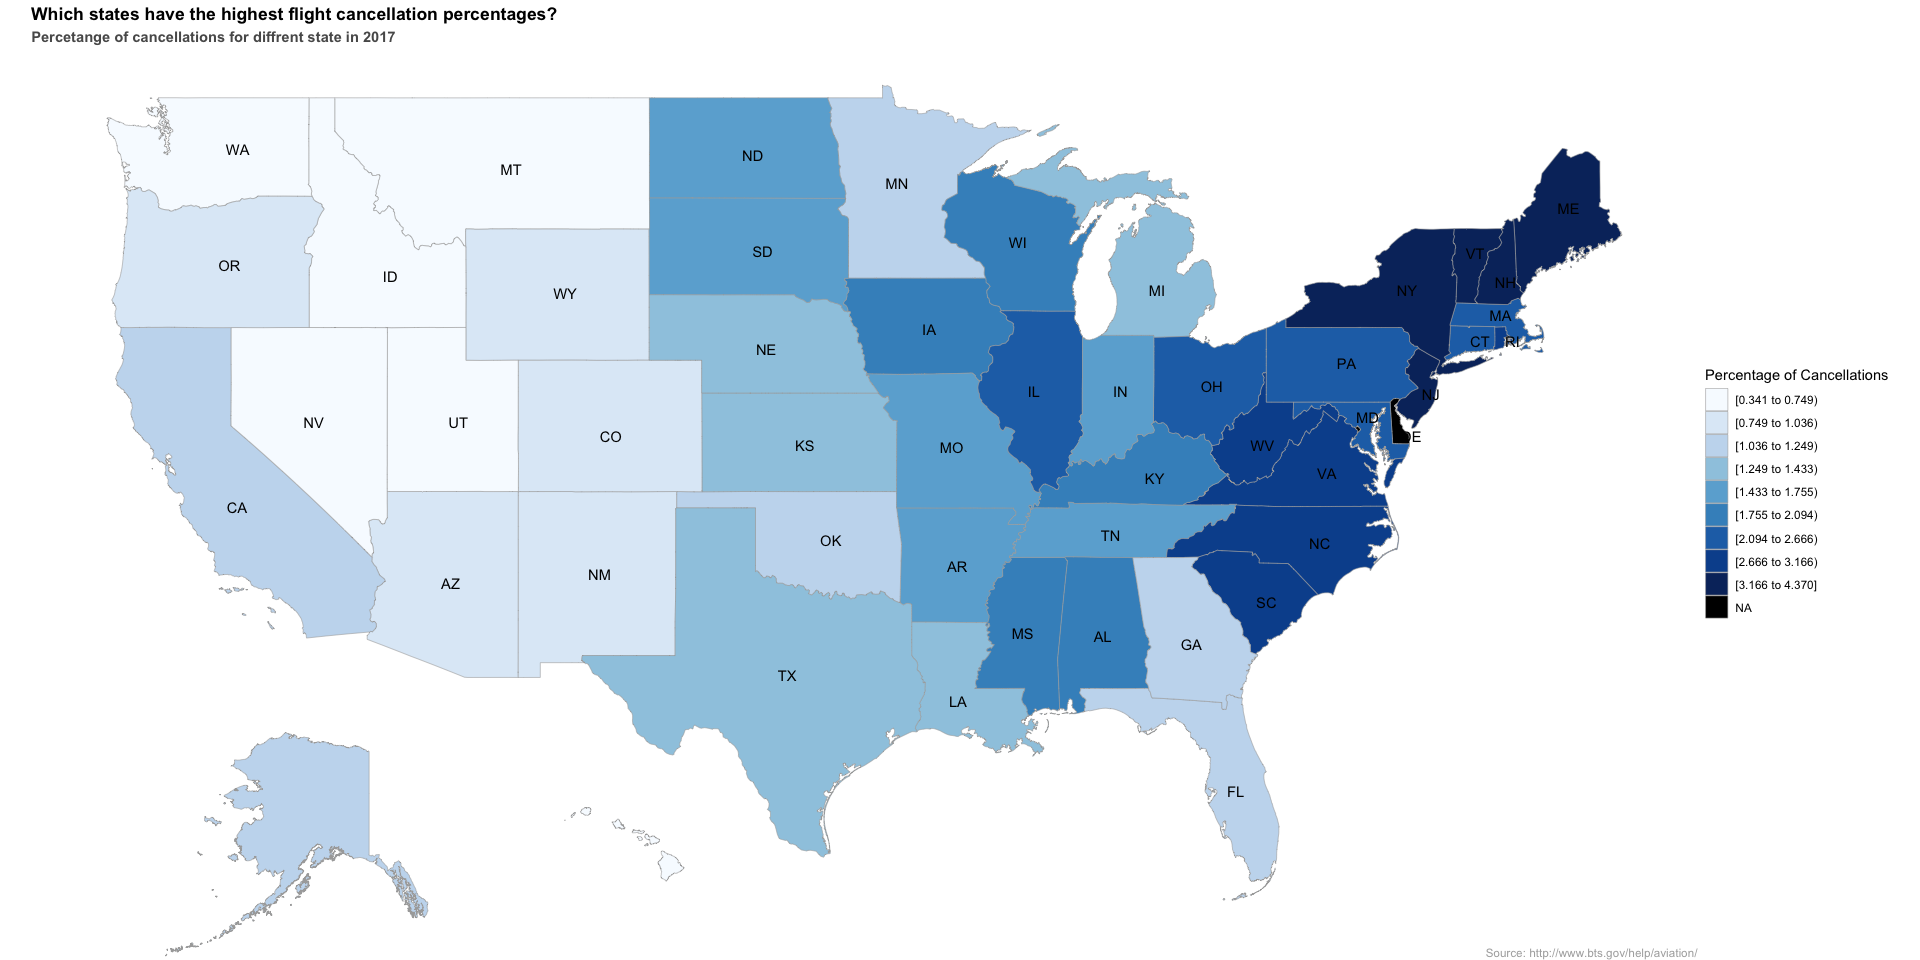 Which states have the highest flight cancellation percentages?
Percetange of cancellations for diffrent state in 2017
WA
MT
ND
MN
ME
OR
ID
WY
SD
WI
VT
NH
NY
MI
MA
IA
CT
RI
NE
PA
NV
UT
CO
KS
MO
IL
IN
OH
NJ
MD
DE
WV
VA
KY
CA
AZ
NM
OK
AR
TN
NC
SC
MS
AL
GA
TX
LA
FL
Percentage of Cancellations
[0.341 to 0.749)
[0.749 to 1.036)
[1.036 to 1.249)
[1.249 to 1.433)
[1.433 to 1.755)
[1.755 to 2.094)
[2.094 to 2.666)
[2.666 to 3.166)
[3.166 to 4.370]
NA
Source: http://www.bts.gov/help/aviation/